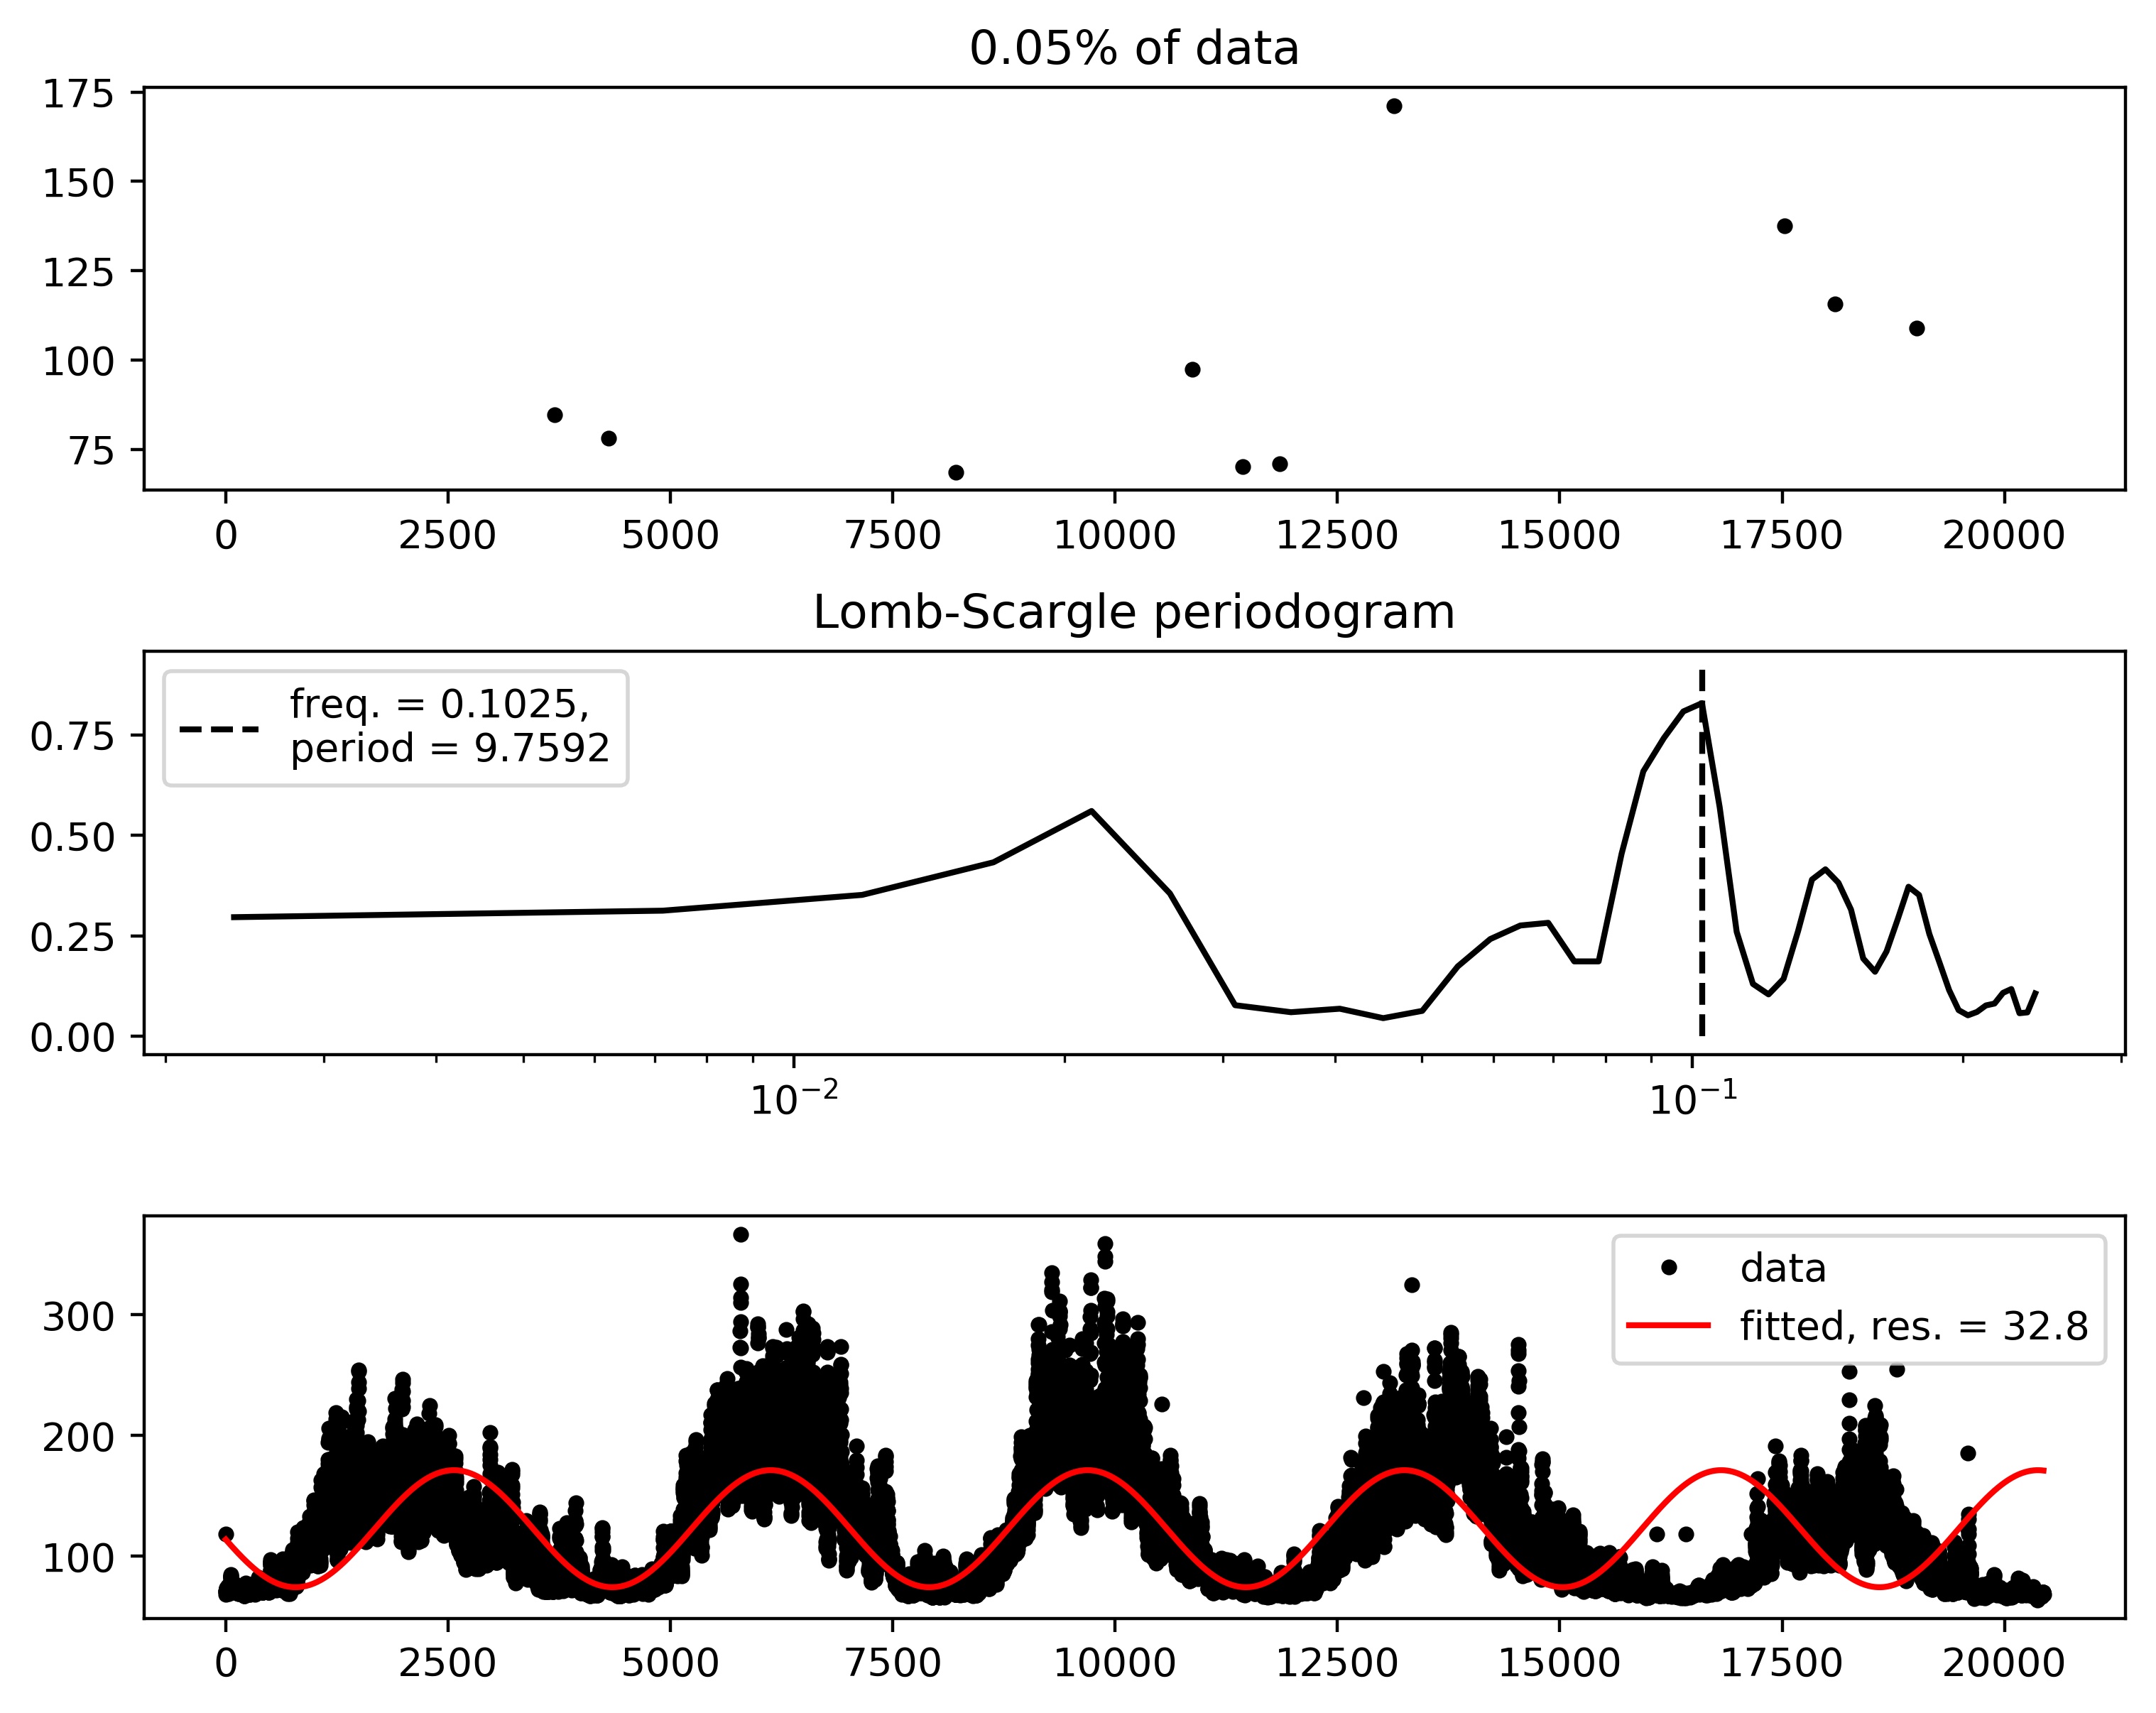 0.05% of data
175
150
125
100
75
0 2500 5000 7500 10000 12500 15000 17500 20000
Lomb-Scargle periodogram
freq. = 0.1025,
period = 9.7592
0.75
0.50
0.25
0.00
10⁻² 10⁻¹
data
fitted, res. = 32.8
300
200
100
0 2500 5000 7500 10000 12500 15000 17500 20000